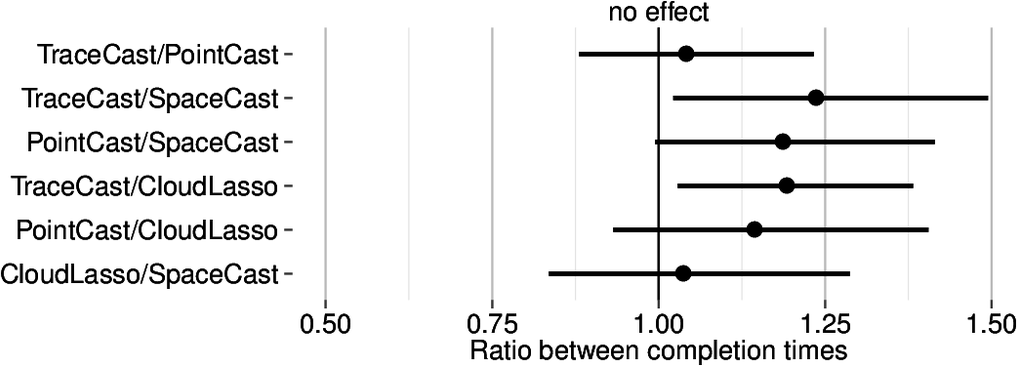 no effect
TraceCast/PointCast
TraceCast/SpaceCast
PointCast/SpaceCast
TraceCast/CloudLasso
PointCast/CloudLasso
CloudLasso/SpaceCast
0.50 0.75 1.00 1.25 1.50
Ratio between completion times